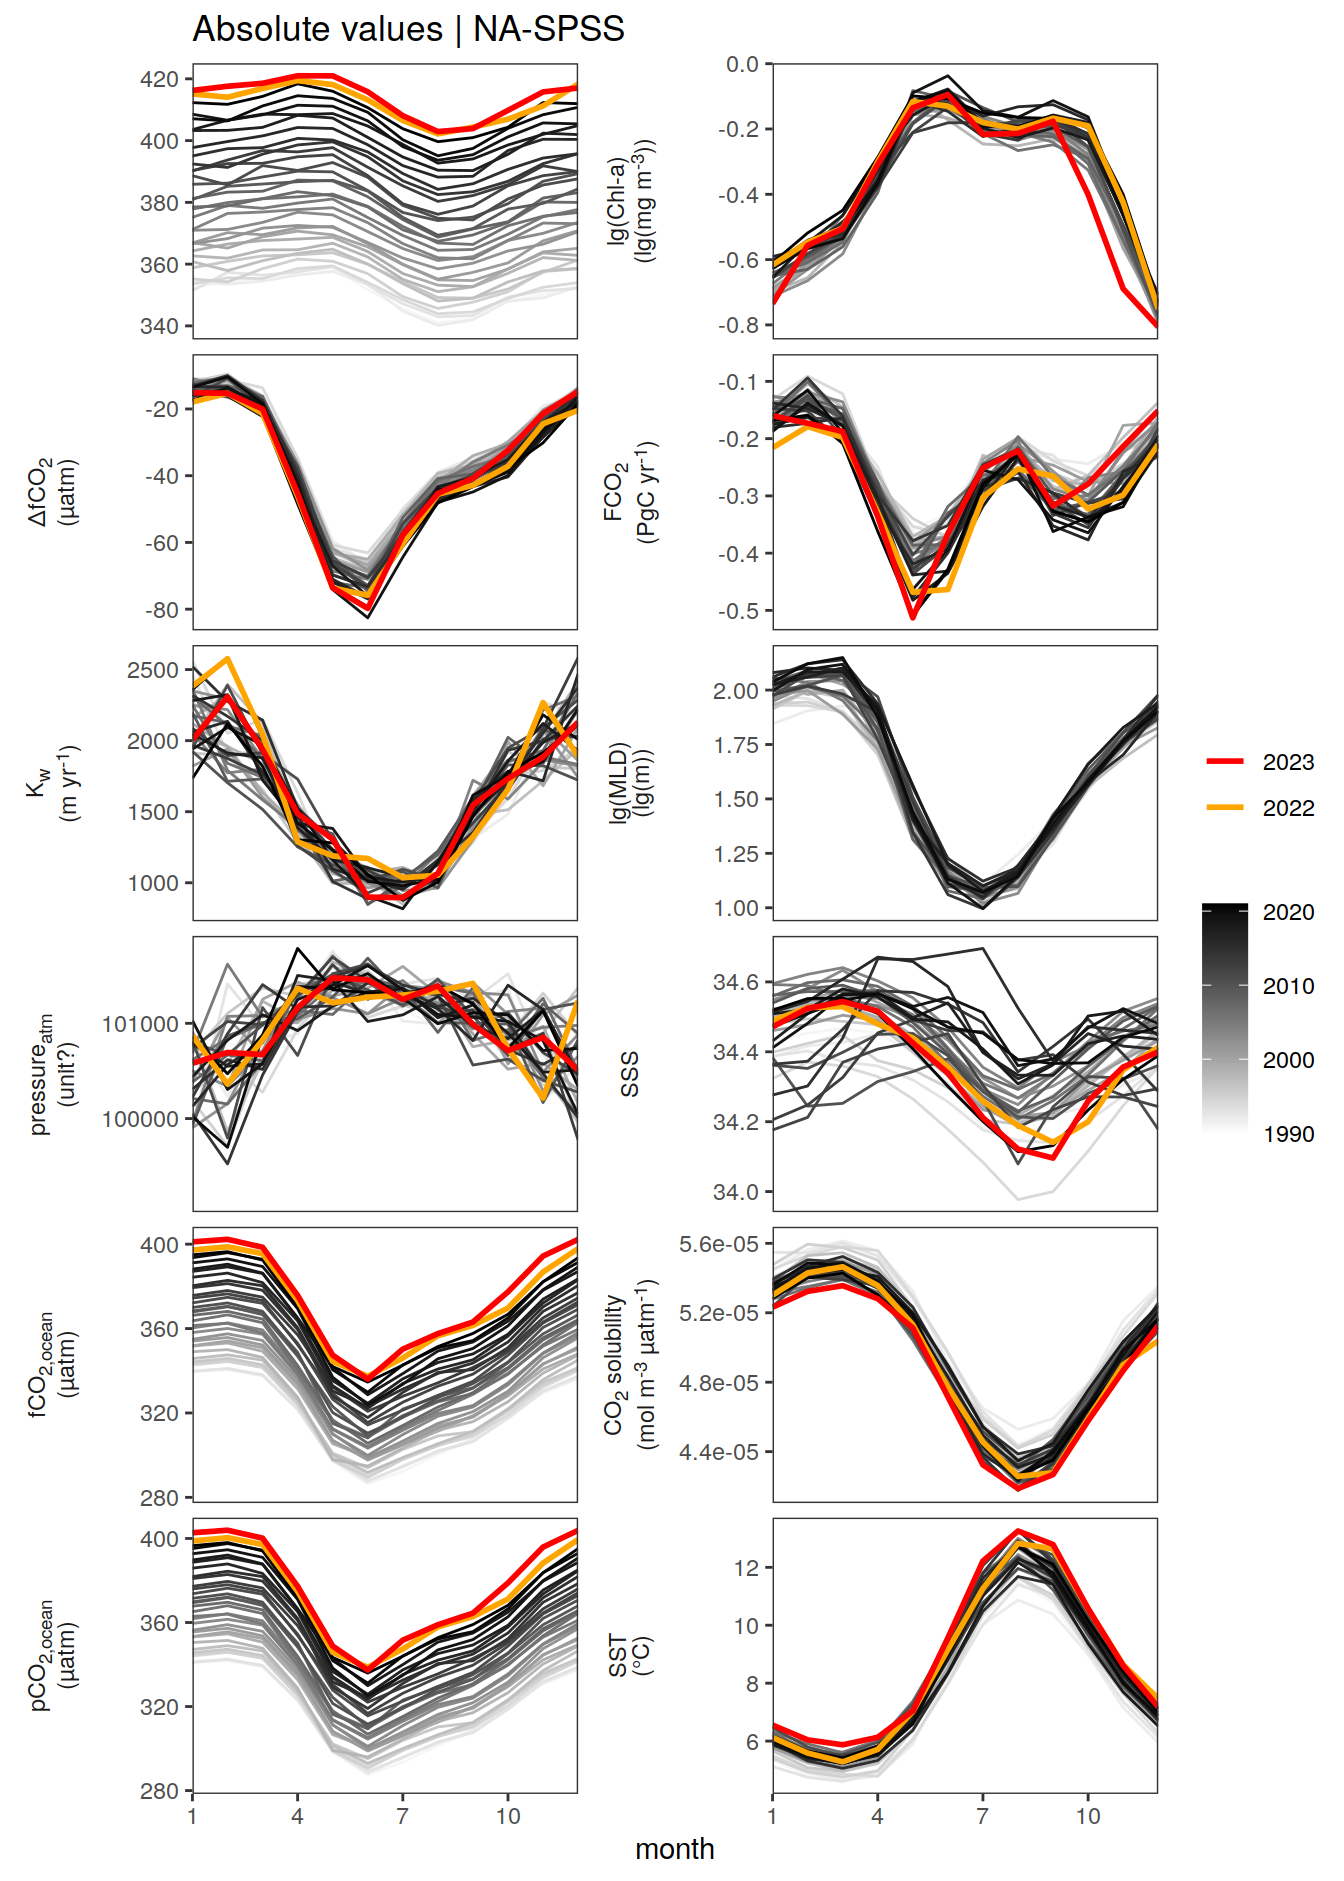 Absolute values | NA-SPSS
420
400
380
360
340
0.0
-0.2
-0.4
-0.6
-0.8
lg(Chl-a)
(lg(mg m-3))
ΔfCO2
(µatm)
-20
-40
-60
-80
FCO2
(PgC yr-1)
-0.1
-0.2
-0.3
-0.4
-0.5
Kw
(m yr-1)
2500
2000
1500
1000
lg(MLD)
(lg(m))
2.00
1.75
1.50
1.25
1.00
pressureatm
(unit?)
101000
100000
SSS
34.6
34.4
34.2
34.0
fCO2,ocean
(µatm)
400
360
320
280
CO2 solubility
(mol m-3 µatm-1)
5.6e-05
5.2e-05
4.8e-05
4.4e-05
pCO2,ocean
(µatm)
400
360
320
280
SST
(°C)
12
10
8
6
1
4
7
10
1
4
7
10
month
2023
2022
2020
2010
2000
1990